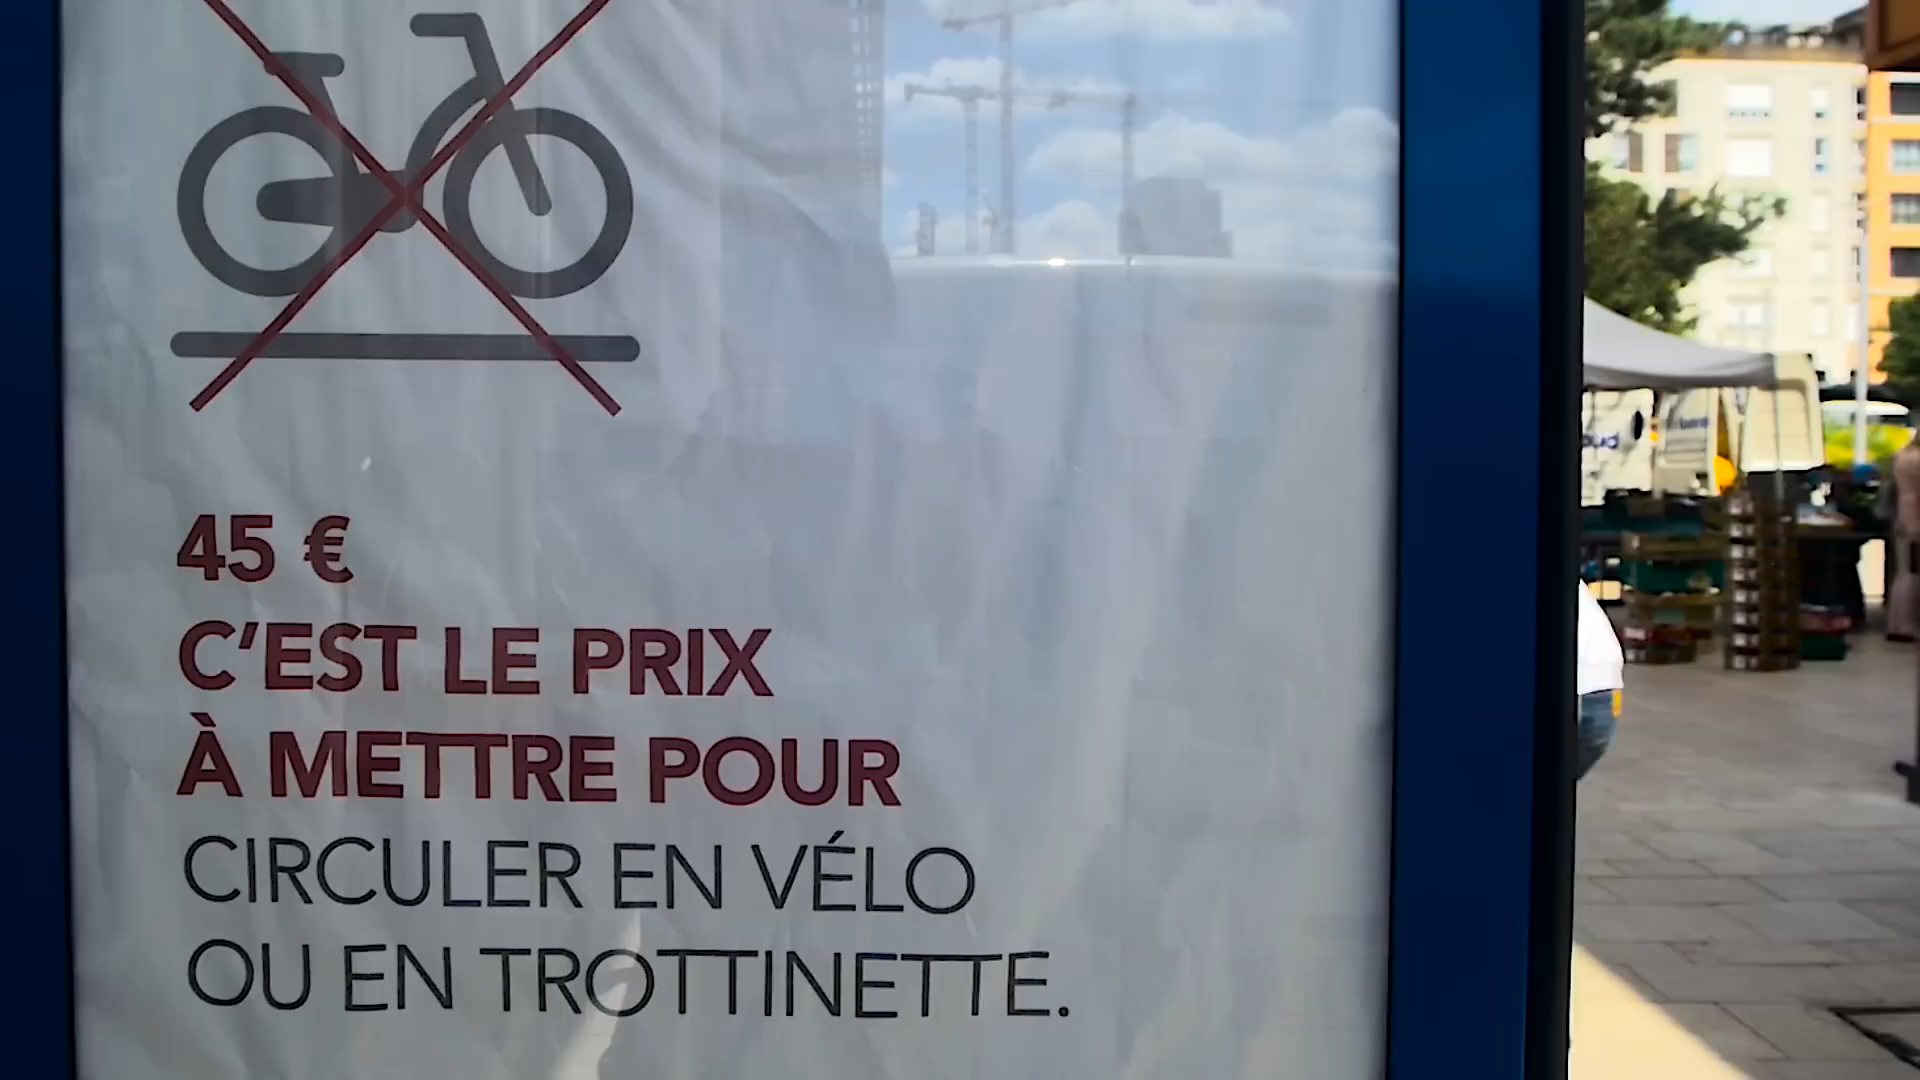 45 €
C'EST LE PRIX
À METTRE POUR
CIRCULER EN VÉLO
OU EN TROTTINETTE.